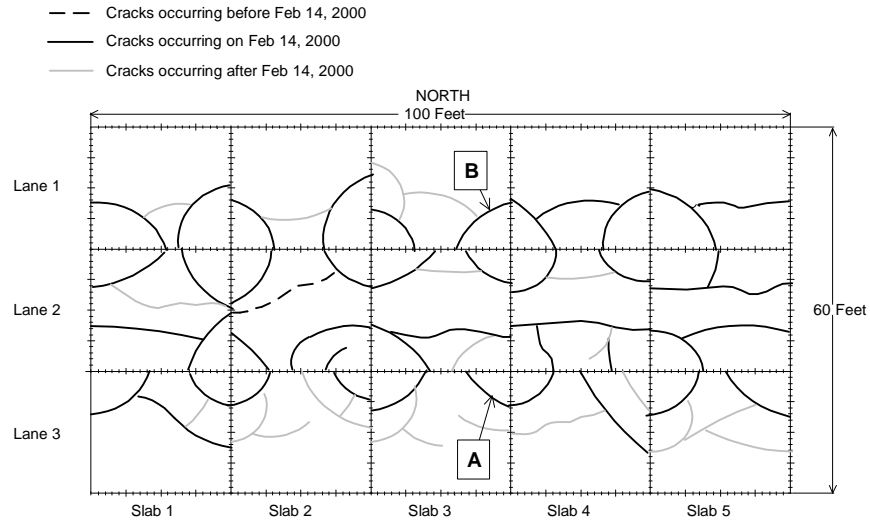 Cracks occurring before Feb 14, 2000
Cracks occurring on Feb 14, 2000
Cracks occurring after Feb 14, 2000
NORTH
100 Feet
Lane 1
B
Lane 2
60 Feet
Lane 3
A
Slab 1 Slab 2 Slab 3 Slab 4 Slab 5